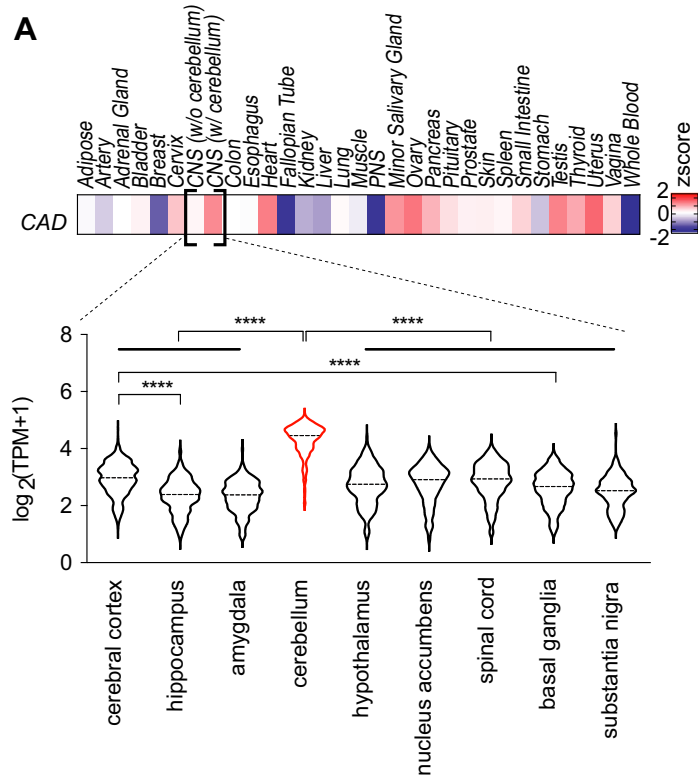 A
Adipose
Artery
Adrenal Gland
Bladder
Breast
Cervix
CNS (w/o cerebellum)
CNS (w/ cerebellum)
Colon
Esophagus
Heart
Fallopian Tube
Kidney
Liver
Lung
Muscle
PNS
Minor Salivary Gland
Ovary
Pancreas
Pituitary
Prostate
Skin
Spleen
Small Intestine
Stomach
Testis
Thyroid
Uterus
Vagina
Whole Blood
CAD
2
0
-2
zscore
8
6
4
2
0
log2(TPM+1)
****
****
****
****
cerebral cortex
hippocampus
amygdala
cerebellum
hypothalamus
nucleus accumbens
spinal cord
basal ganglia
substantia nigra